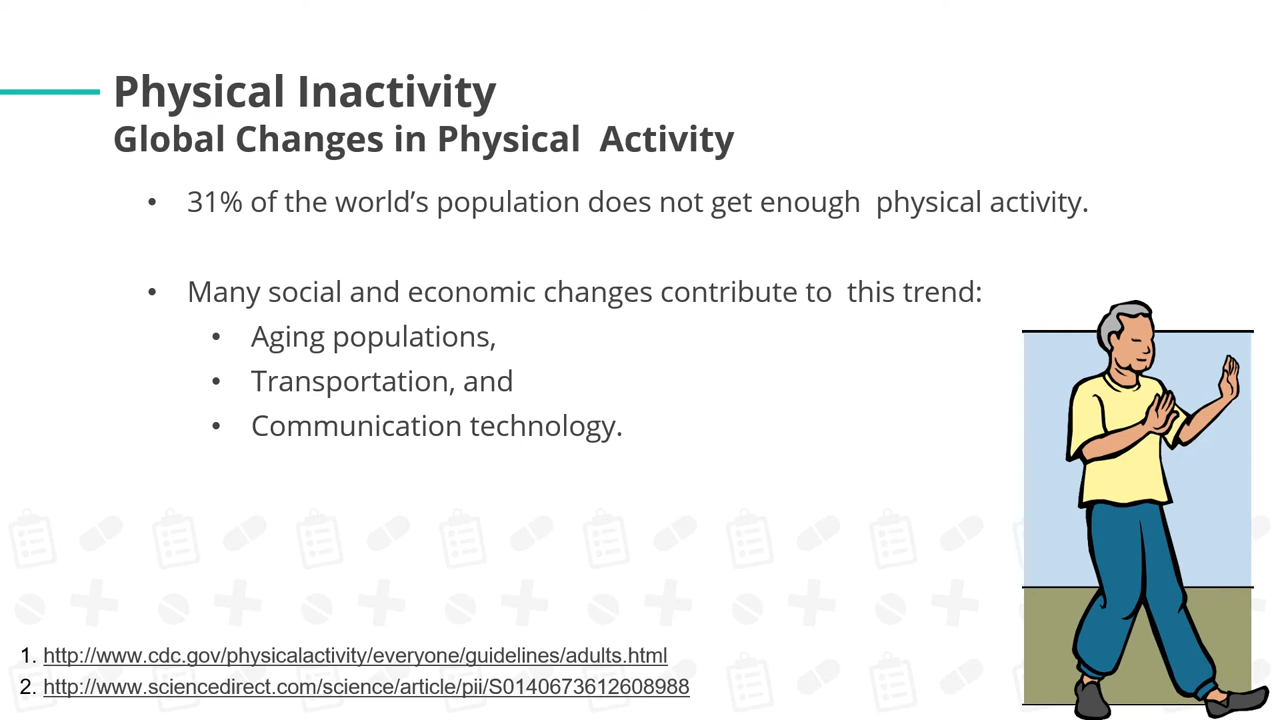 Physical Inactivity
Global Changes in Physical Activity
• 31% of the world's population does not get enough physical activity.
• Many social and economic changes contribute to this trend:
• Aging populations,
• Transportation, and
• Communication technology.
1. http://www.cdc.gov/physicalactivity/everyone/guidelines/adults.html
2. http://www.sciencedirect.com/science/article/pii/S0140673612608988